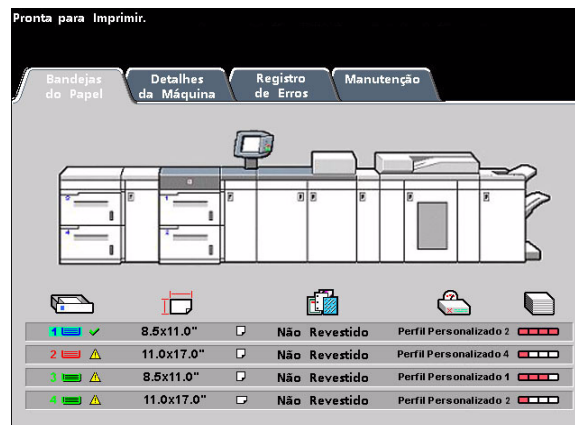 Pronta para Imprimir.
Bandejas
do Papel
Detalhes
da Máquina
Registro
de Erros
Manutenção
1 8.5x11.0" Não Revestido Perfil Personalizado 2
2 11.0x17.0" Não Revestido Perfil Personalizado 4
3 8.5x11.0" Não Revestido Perfil Personalizado 1
4 11.0x17.0" Não Revestido Perfil Personalizado 2